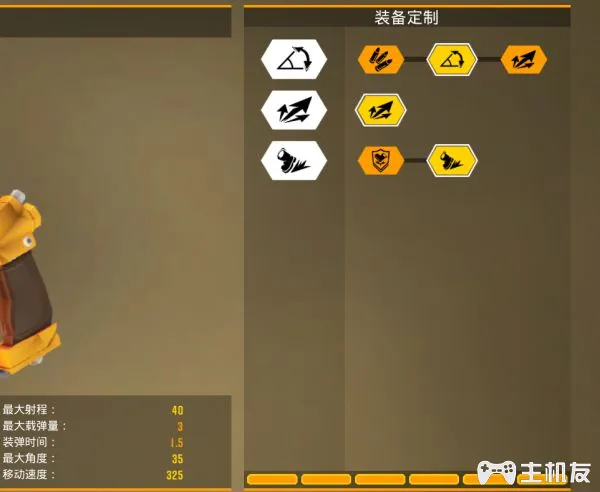 装备定制
最大射程： 40
最大载弹量： 3
装弹时间： 1.5
最大角度： 35
移动速度： 325
主机友